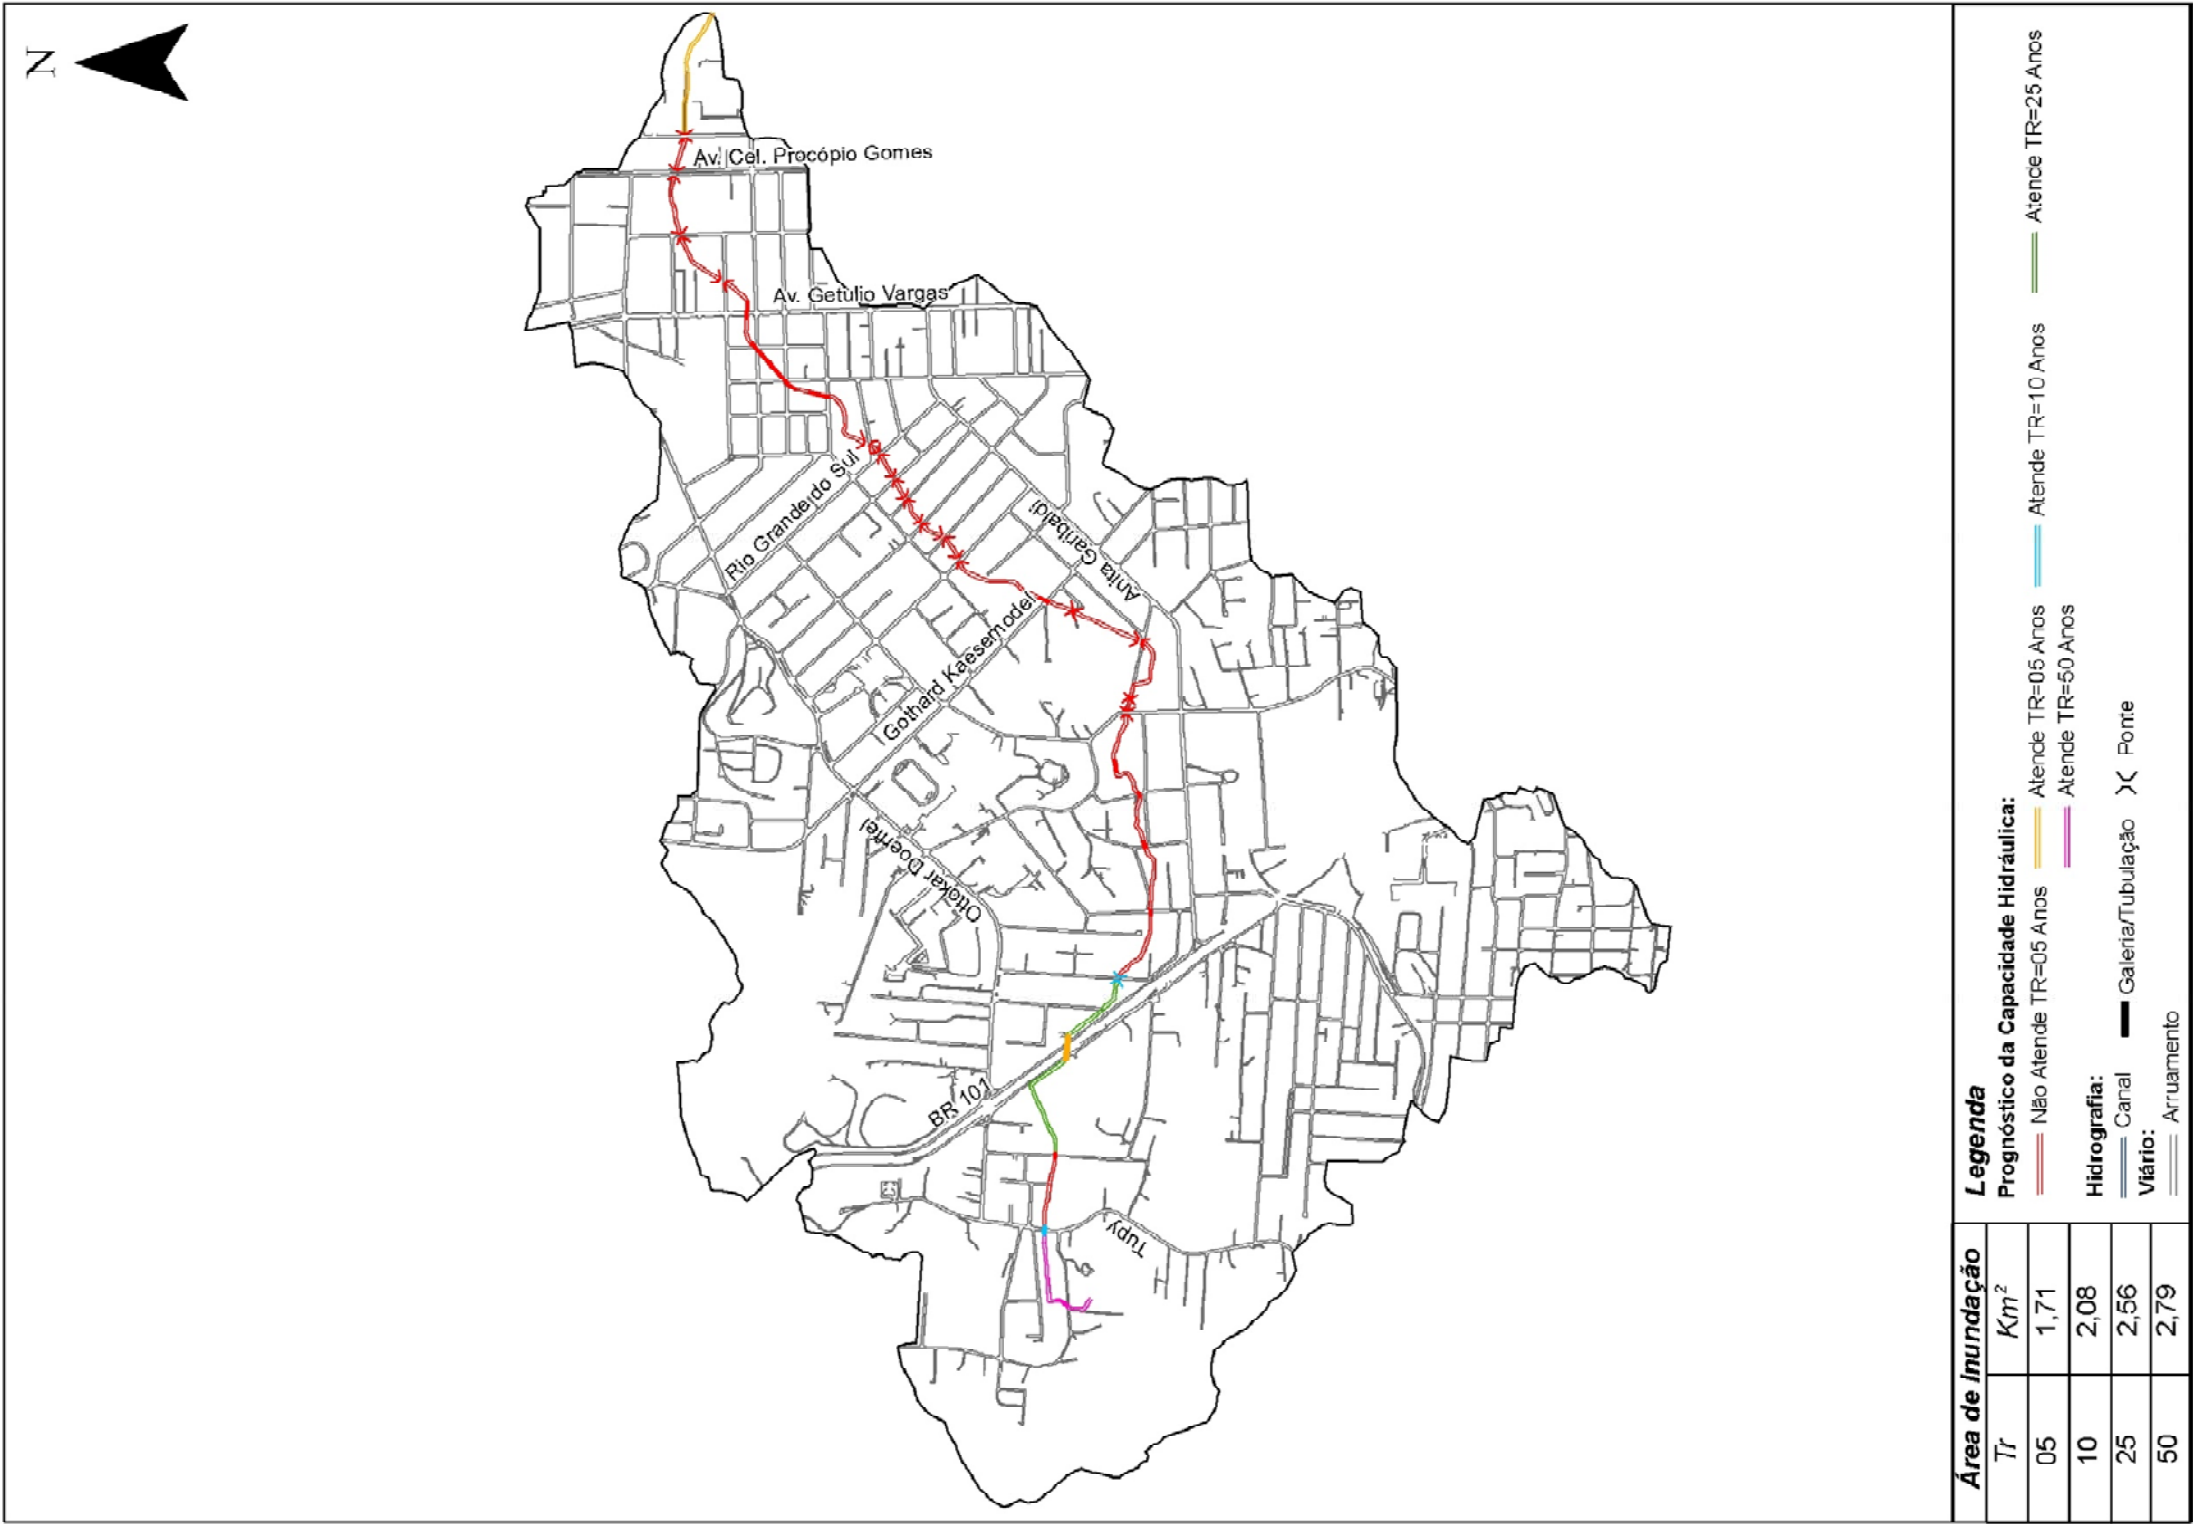 N
Av. Cel. Procópio Gomes
Av. Getúlio Vargas
Rio Grande do Sul
Anita Garibaldi
Gothard Kaesemodel
Ottokar Doerffel
BR 101
Tupy
Área de Inundação
Tr Km²
05 1,71
10 2,08
25 2,56
50 2,79
Legenda
Prognóstico da Capacidade Hidráulica:
Não Atende TR=05 Anos Atende TR=05 Anos Atende TR=10 Anos Atende TR=25 Anos
Atende TR=50 Anos
Hidrografia:
Canal Galeria/Tubulação Ponte
Viário:
Arruamento